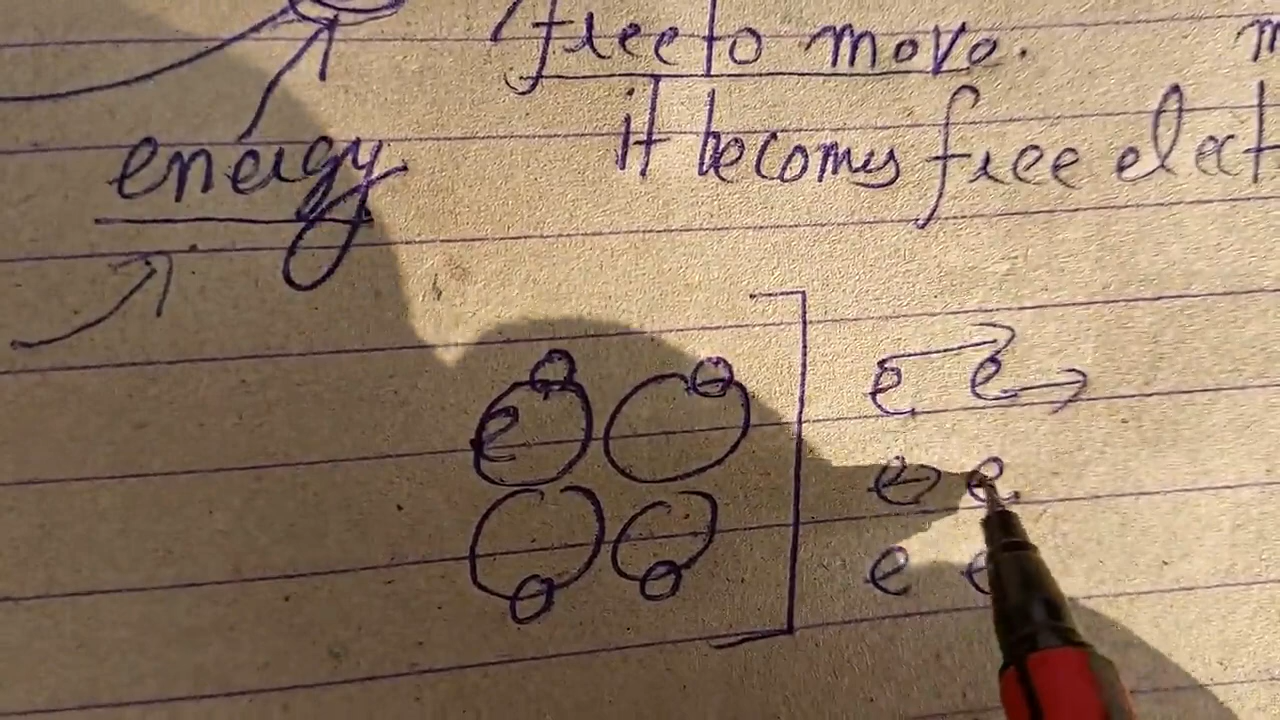 free to move.
energy
it becomes free elect
e
e e
e e
e e